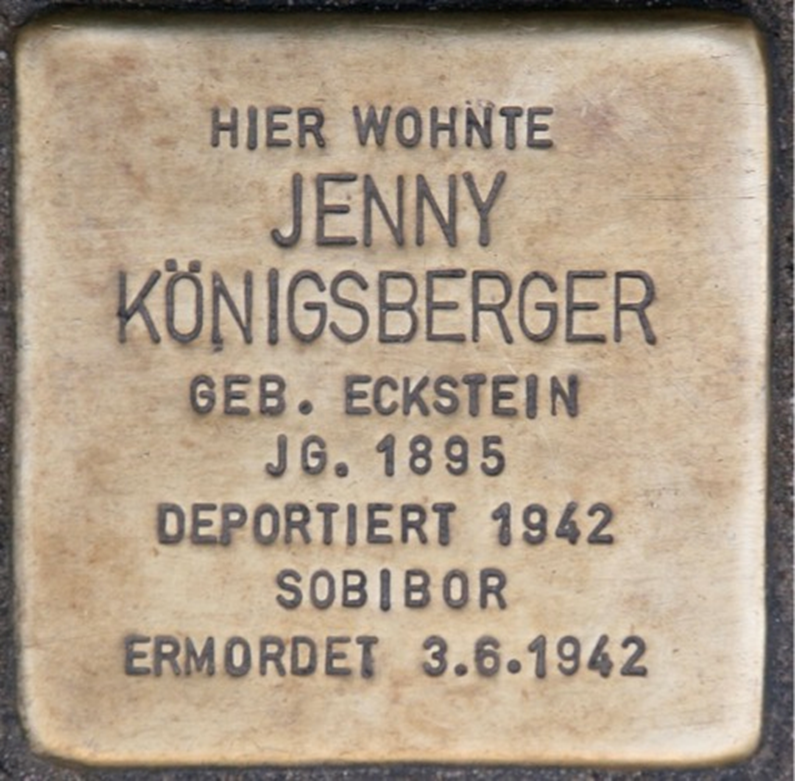 HIER WOHNTE
JENNY
KÖNIGSBERGER
GEB. ECKSTEIN
JG. 1895
DEPORTIERT 1942
SOBIBOR
ERMORDET 3.6.1942